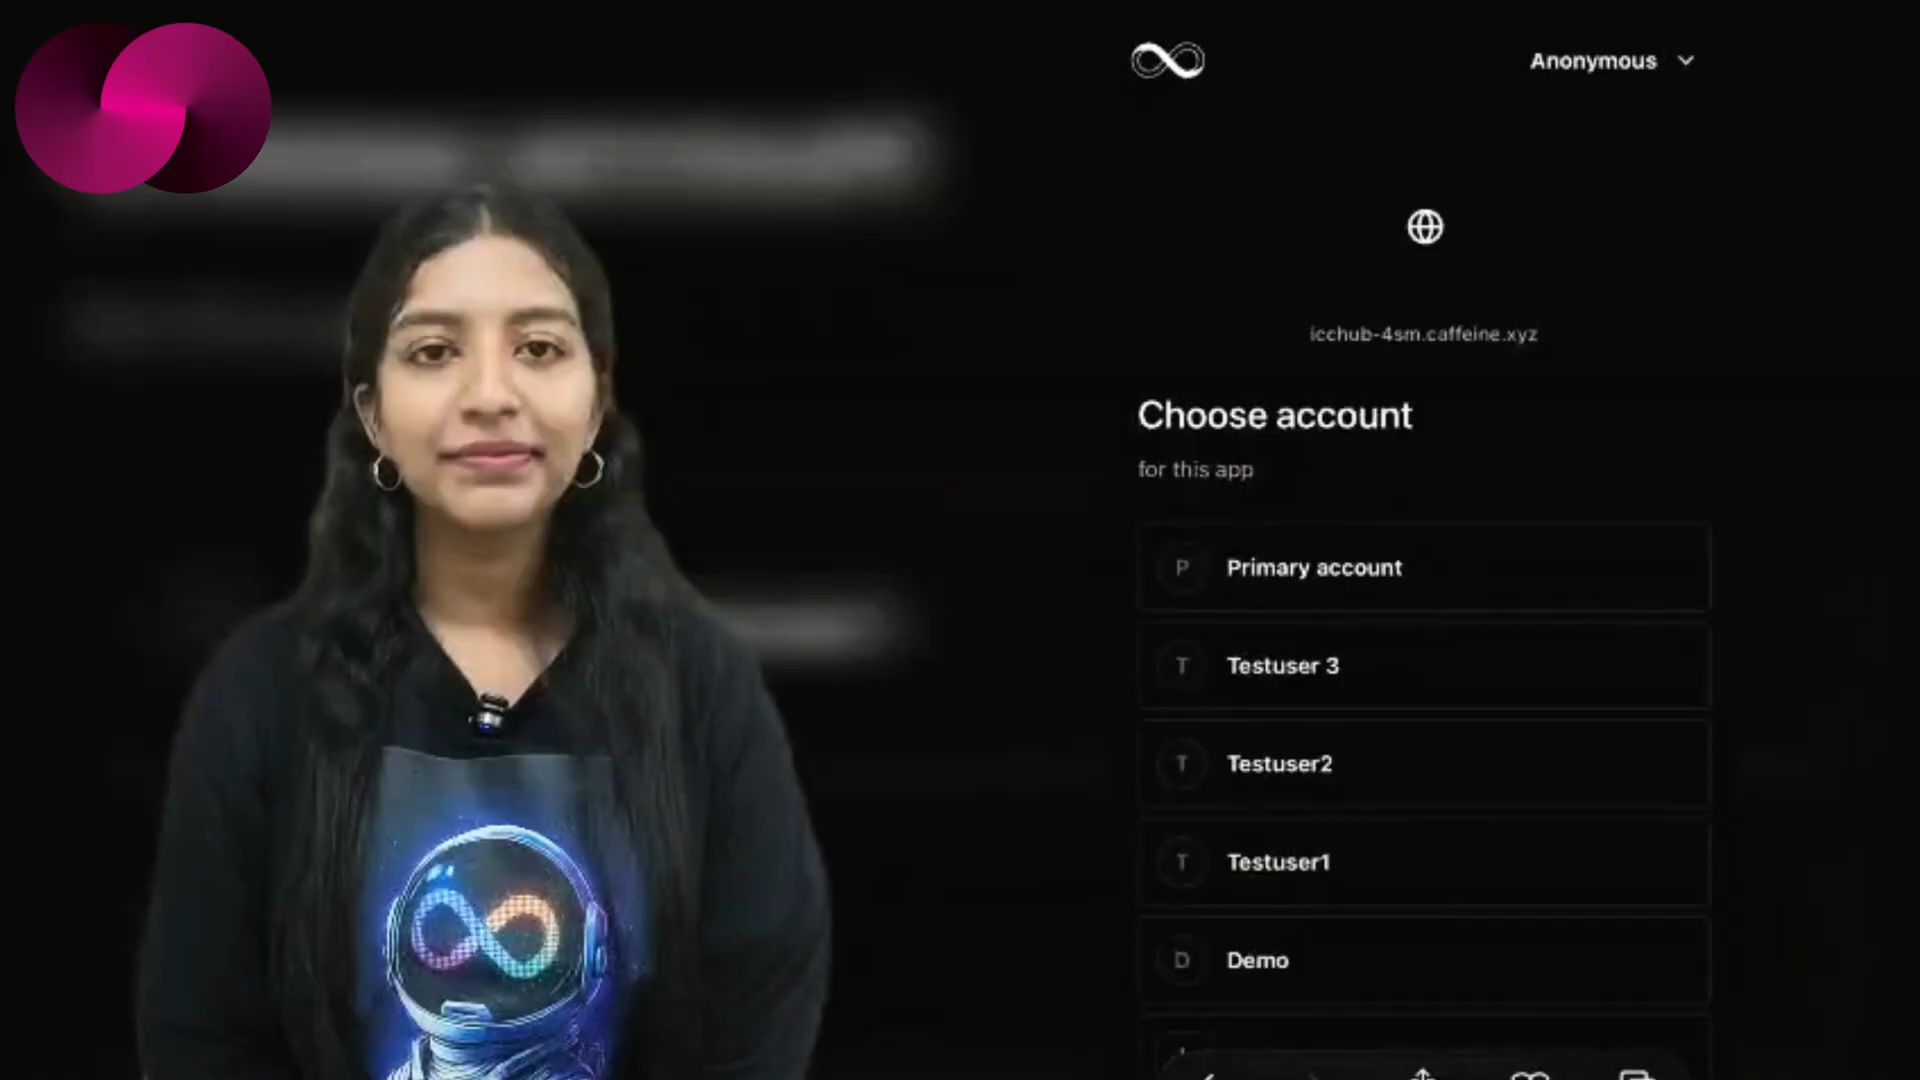 Anonymous
icchub-4sm.caffeine.xyz
Choose account
for this app
P Primary account
T Testuser 3
T Testuser2
T Testuser1
D Demo